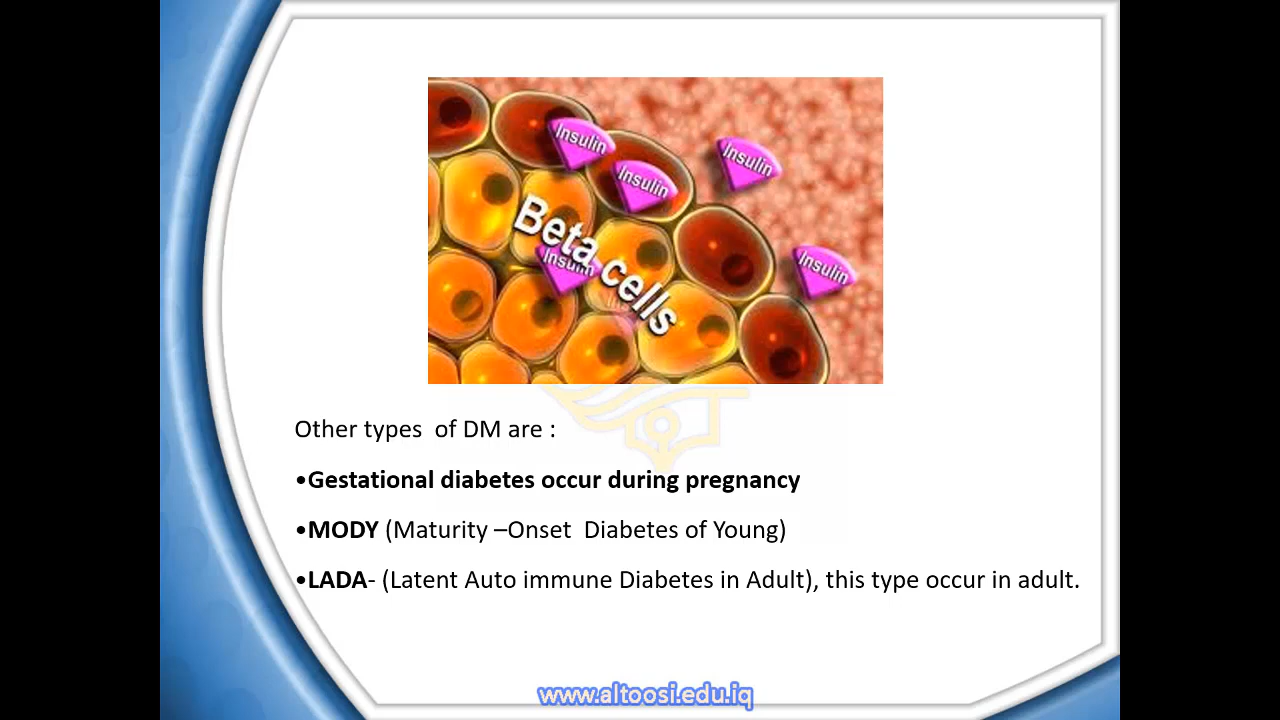 Insulin
Insulin
Insulin
Beta cells
Insulin
Insulin
Other types of DM are :
•Gestational diabetes occur during pregnancy
•MODY (Maturity –Onset Diabetes of Young)
•LADA- (Latent Auto immune Diabetes in Adult), this type occur in adult.
www.altoosi.edu.iq